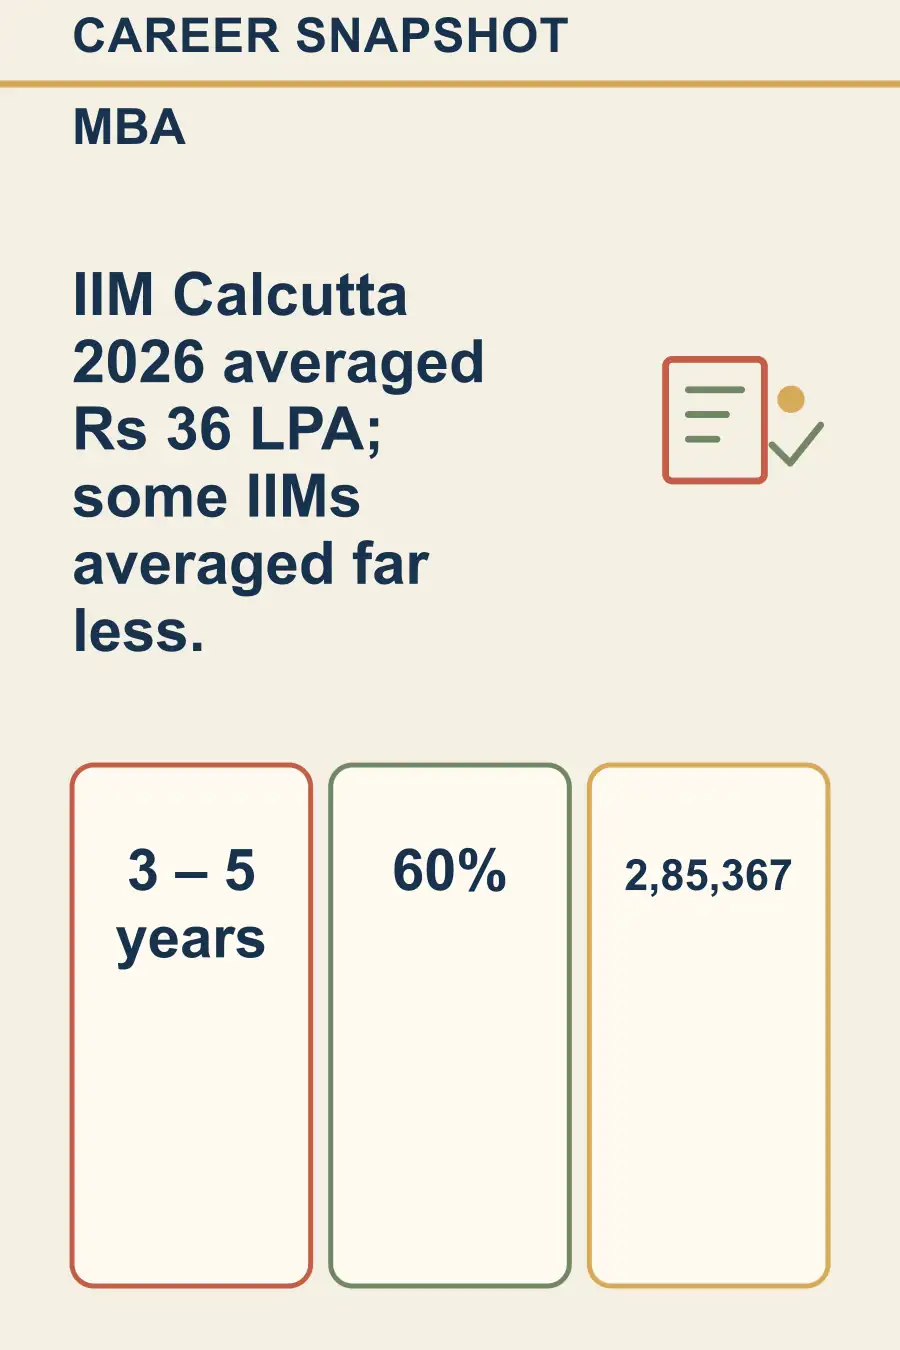 CAREER SNAPSHOT
MBA
IIM Calcutta
2026 averaged
Rs 36 LPA;
some IIMs
averaged far
less.
3 – 5
years
60%
2,85,367